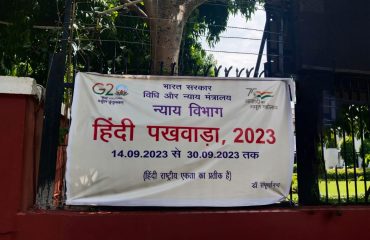 G20
भारत सरकार
विधि और न्याय मंत्रालय
न्याय विभाग
हिंदी पखवाड़ा, 2023
14.09.2023 से 30.09.2023 तक
(हिंदी राष्ट्रीय एकता का प्रतीक है)